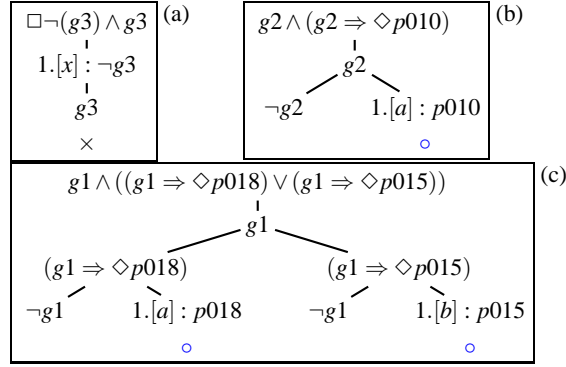 □¬(g3) ∧ g3
(a)
1.[x] : ¬g3
g3
×
g2 ∧ (g2 ⇒ ◇p010)
(b)
g2
¬g2 1.[a] : p010
○
g1 ∧ ((g1 ⇒ ◇p018) ∨ (g1 ⇒ ◇p015))
(c)
g1
(g1 ⇒ ◇p018) (g1 ⇒ ◇p015)
¬g1 1.[a] : p018 ¬g1 1.[b] : p015
○ ○